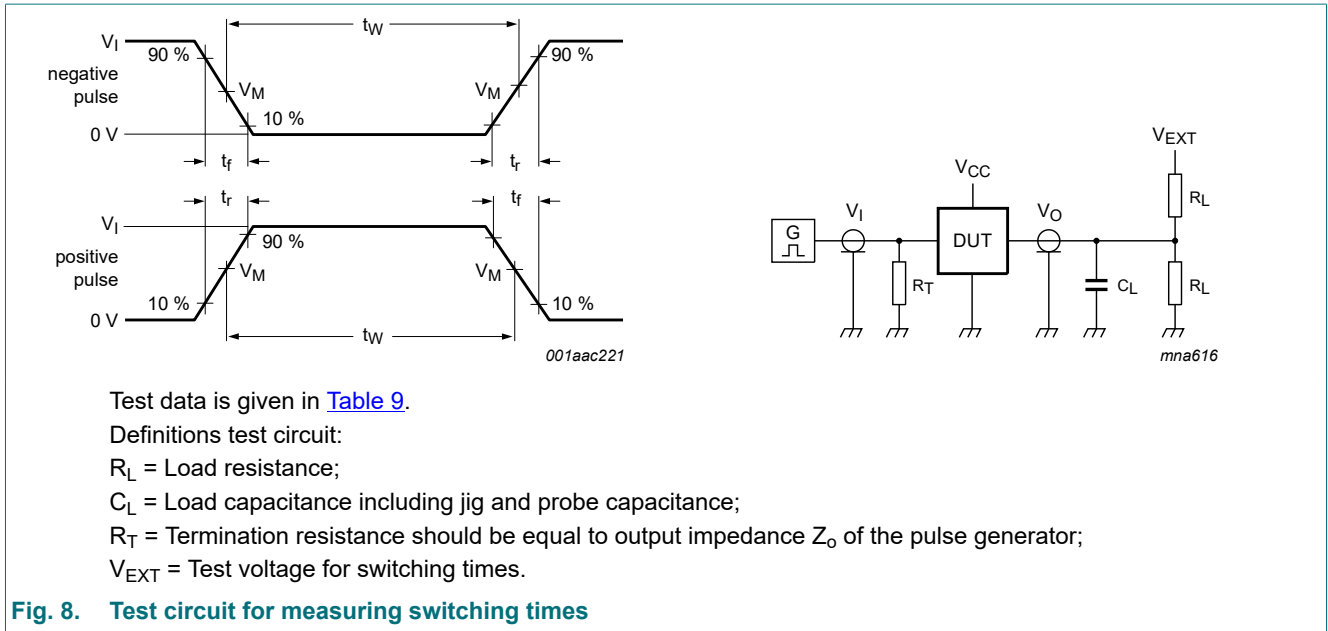 tW
VI
90 %
90 %
negative
pulse
VM
VM
10 %
0 V
tf
tr
tr
tf
VI
90 %
positive
pulse
VM
VM
10 %
10 %
0 V
tW
001aac221
VEXT
VCC
RL
VI
VO
G
DUT
RT
CL
RL
mna616
Test data is given in Table 9.
Definitions test circuit:
RL = Load resistance;
CL = Load capacitance including jig and probe capacitance;
RT = Termination resistance should be equal to output impedance Zo of the pulse generator;
VEXT = Test voltage for switching times.
Fig. 8. Test circuit for measuring switching times